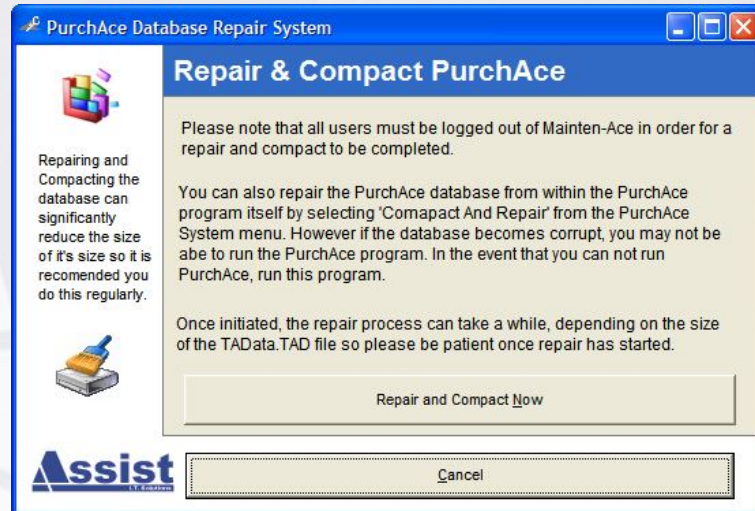 PurchAce Database Repair System
Repair & Compact PurchAce
Repairing and
Compacting the
database can
significantly
reduce the size
of it's size so it is
recomended you
do this regularly.
Please note that all users must be logged out of Mainten-Ace in order for a
repair and compact to be completed.
You can also repair the PurchAce database from within the PurchAce
program itself by selecting 'Comapact And Repair' from the PurchAce
System menu. However if the database becomes corrupt, you may not be
abe to run the PurchAce program. In the event that you can not run
PurchAce, run this program.
Once initiated, the repair process can take a while, depending on the size
of the TAData.TAD file so please be patient once repair has started.
Repair and Compact Now
Assist
I.T. Solutions
Cancel